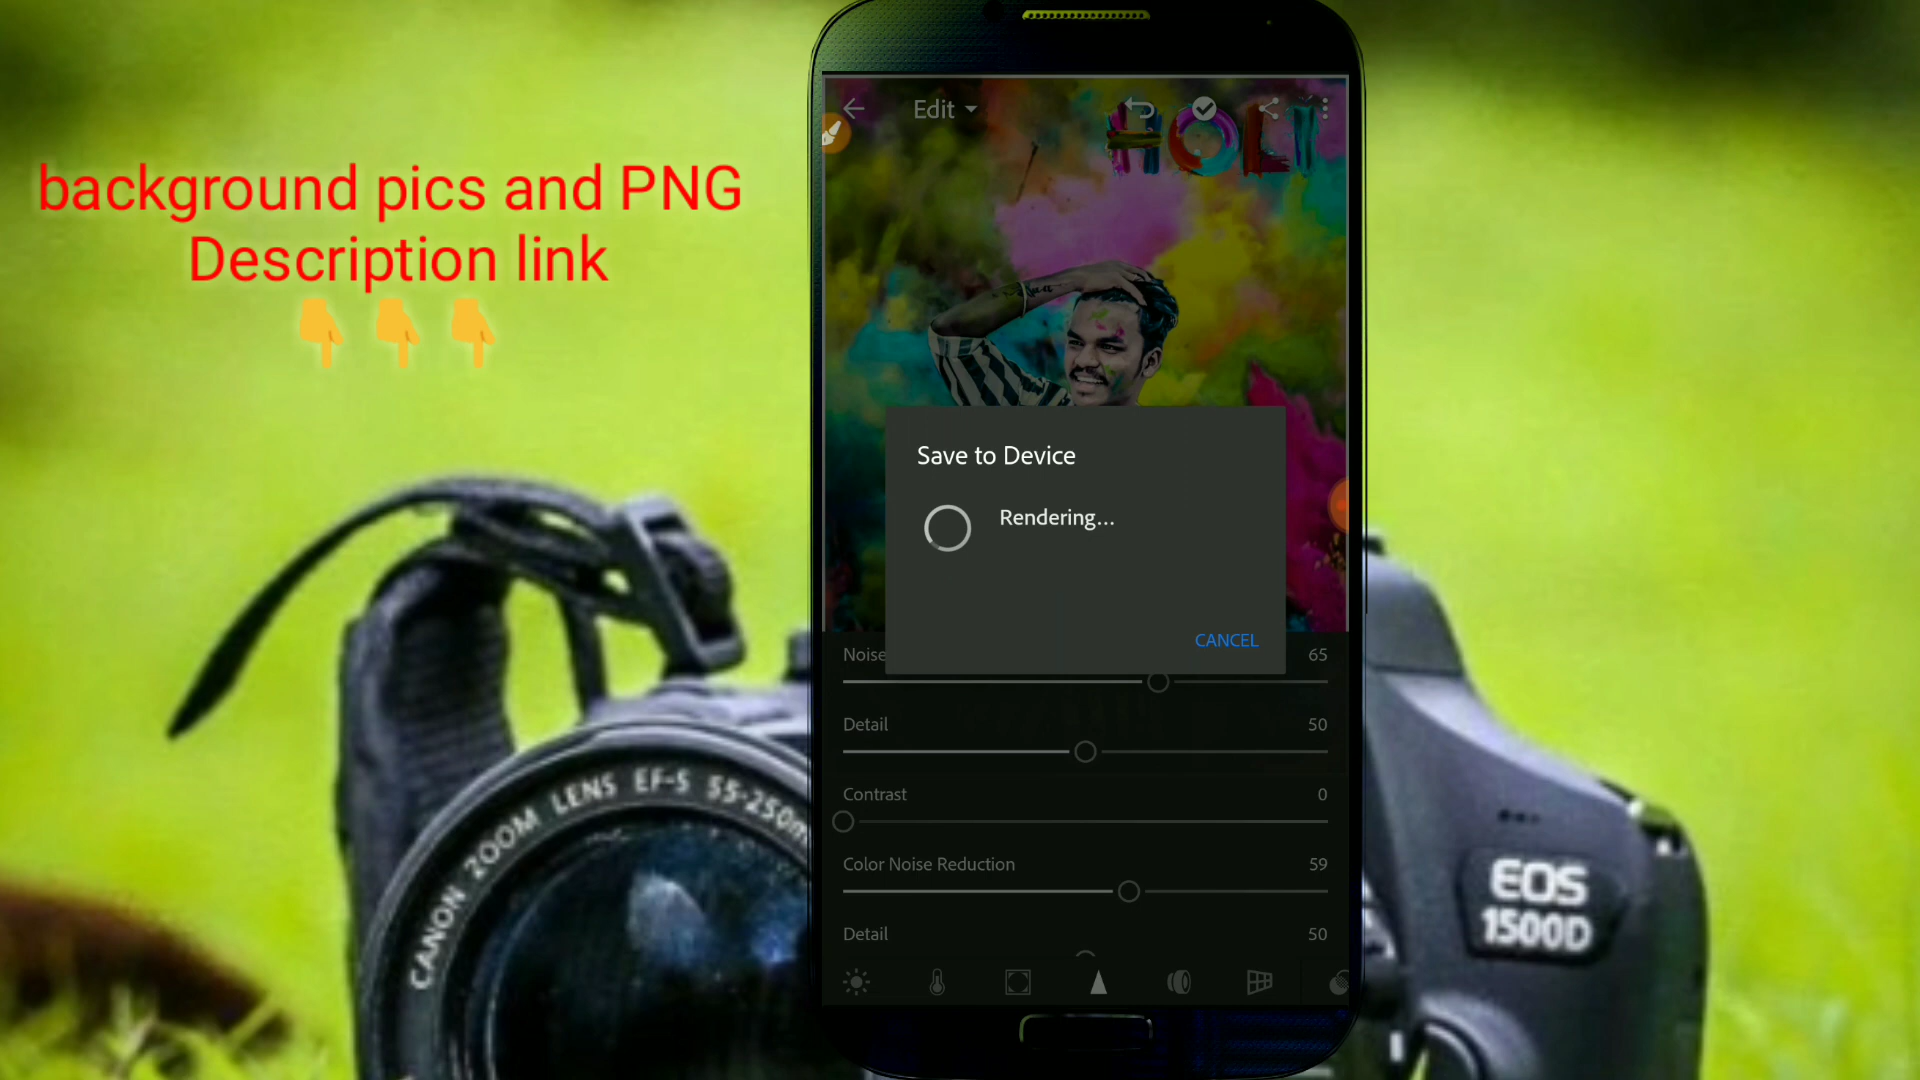 background pics and PNG
Description link
👇 👇 👇
Edit
HOLI
Save to Device
Rendering...
CANCEL
Noise
65
Detail
50
Contrast
0
Color Noise Reduction
59
Detail
50
CANON ZOOM LENS EF-S 55-250m
EOS
1500D